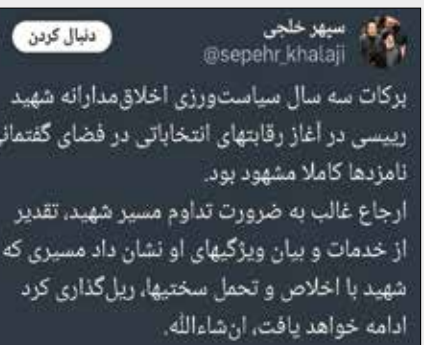 سپهر خلجی
دنبال کردن
@sepehr_khalaji
برکات سه سال سیاست‌ورزی اخلاق‌مدارانه شهید
رییسی در آغاز رقابتهای انتخاباتی در فضای گفتمانی
نامزدها کاملا مشهود بود.
ارجاع غالب به ضرورت تداوم مسیر شهید، تقدیر
از خدمات و بیان ویژگیهای او نشان داد مسیری که
شهید با اخلاص و تحمل سختیها، ریل‌گذاری کرد
ادامه خواهد یافت، ان‌شاءالله.